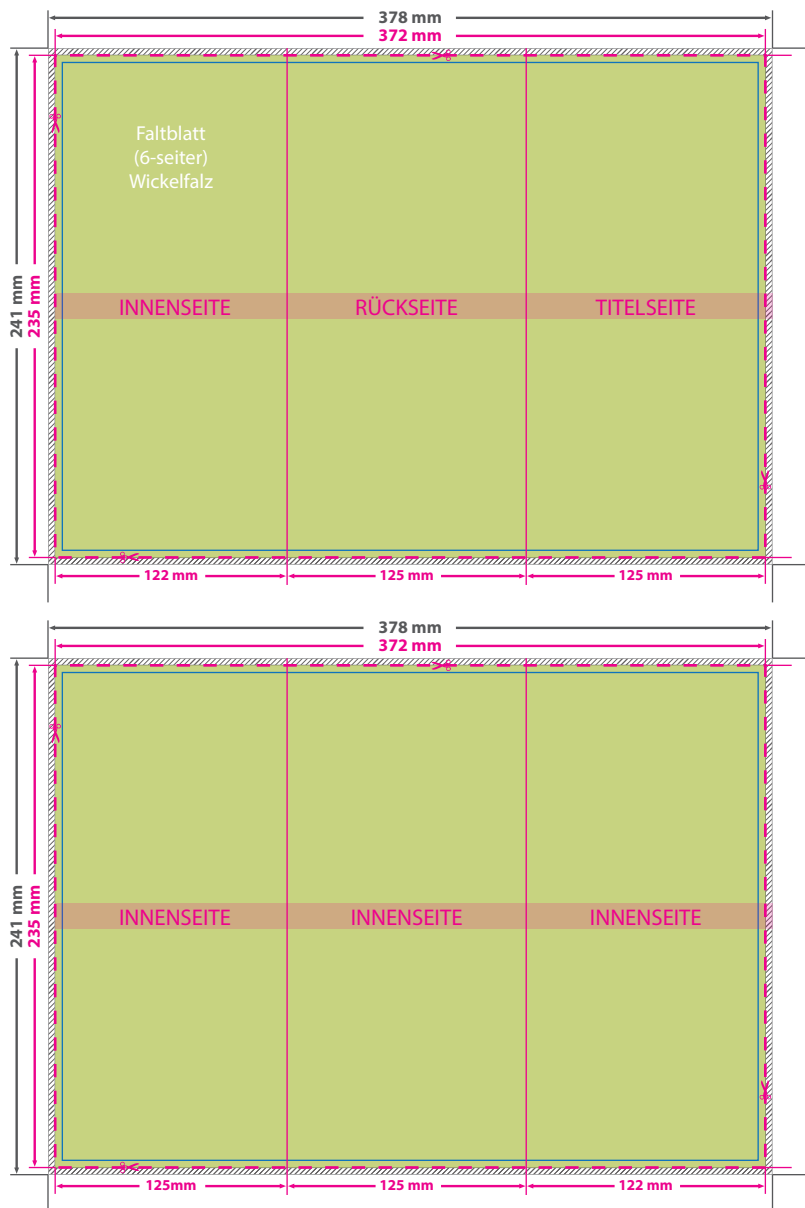 378 mm
372 mm
241 mm
235 mm
Faltblatt
(6-seiter)
Wickelfalz
INNENSEITE RÜCKSEITE TITELSEITE
122 mm 125 mm 125 mm
378 mm
372 mm
241 mm
235 mm
INNENSEITE INNENSEITE INNENSEITE
125mm 125 mm 122 mm